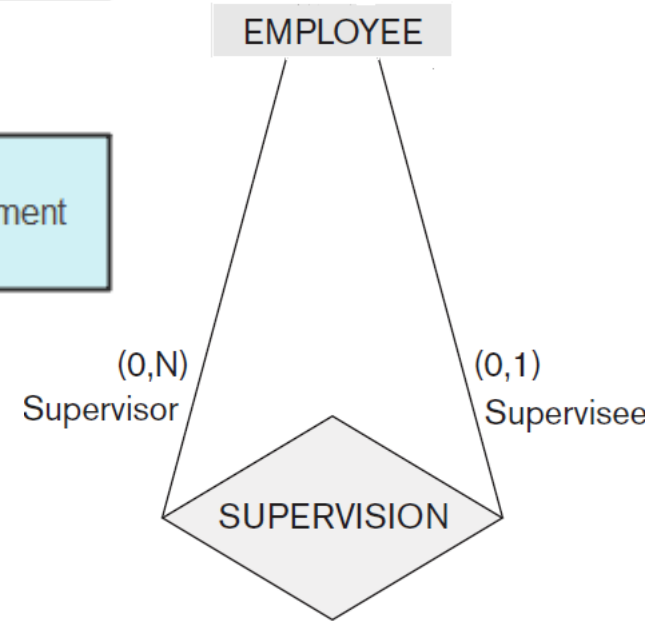 EMPLOYEE
ment
(0,N)
(0,1)
Supervisor
Supervisee
SUPERVISION